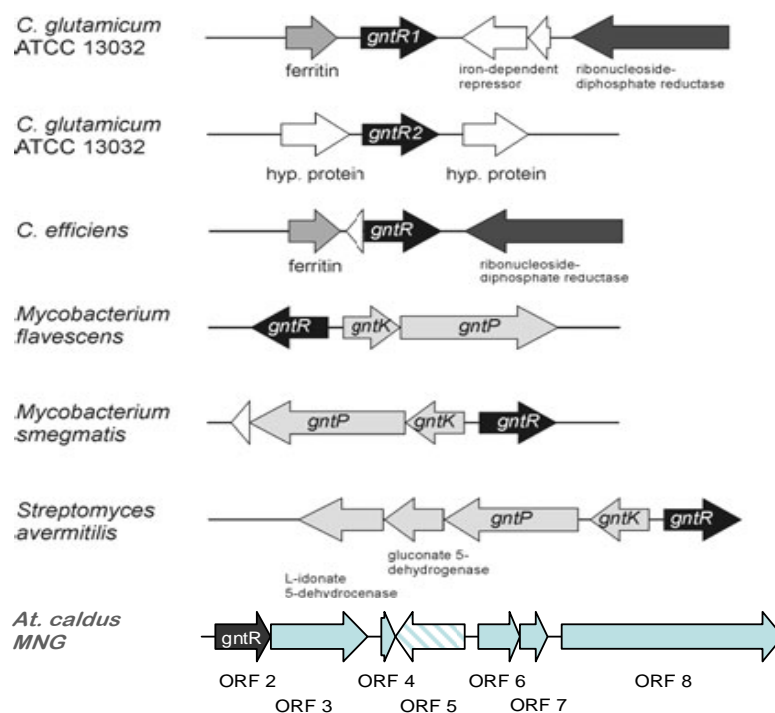 C. glutamicum
ATCC 13032
gntR1
ferritin
iron-dependent
repressor
ribonucleoside-
diphosphate reductase
C. glutamicum
ATCC 13032
gntR2
hyp. protein
hyp. protein
C. efficiens
gntR
ferritin
ribonucleoside-
diphosphate reductase
Mycobacterium
flavescens
gntR
gntK
gntP
Mycobacterium
smegmatis
gntP
gntK
gntR
Streptomyces
avermitilis
gntP
gntK
gntR
gluconate 5-
dehydrogenase
L-idonate
5-dehydrocenase
At. caldus
MNG
gntR
ORF 2
ORF 3
ORF 4
ORF 5
ORF 6
ORF 7
ORF 8